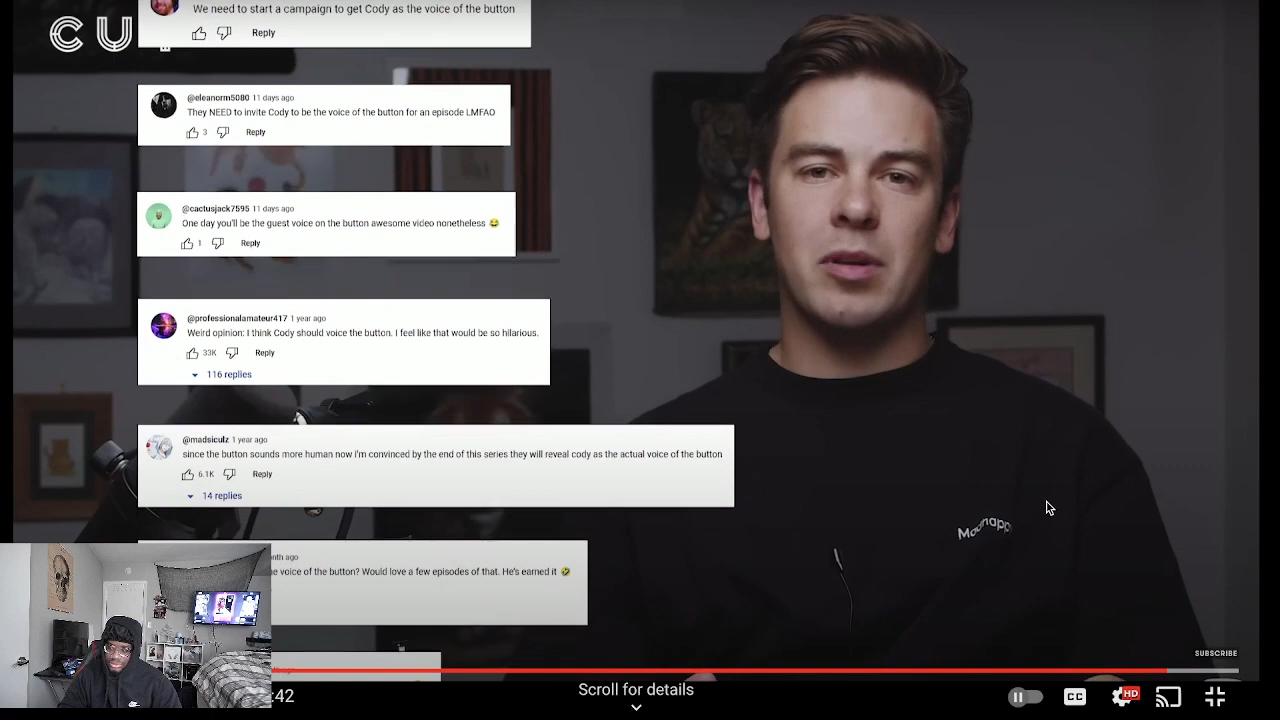 We need to start a campaign to get Cody as the voice of the button
Reply
CU
@eleanorm5080 11 days ago
They NEED to invite Cody to be the voice of the button for an episode LMFAO
3 Reply
@cactusjack7595 11 days ago
One day you'll be the guest voice on the button awesome video nonetheless 😂
1 Reply
@professionalamateur417 1 year ago
Weird opinion: I think Cody should voice the button. I feel like that would be so hilarious.
33K Reply
116 replies
@madsiculz 1 year ago
since the button sounds more human now i'm convinced by the end of this series they will reveal cody as the actual voice of the button
6.1K Reply
14 replies
ago
voice of the button? Would love a few episodes of that. He's earned it 🤣
SUBSCRIBE
:42
Scroll for details
CC
HD